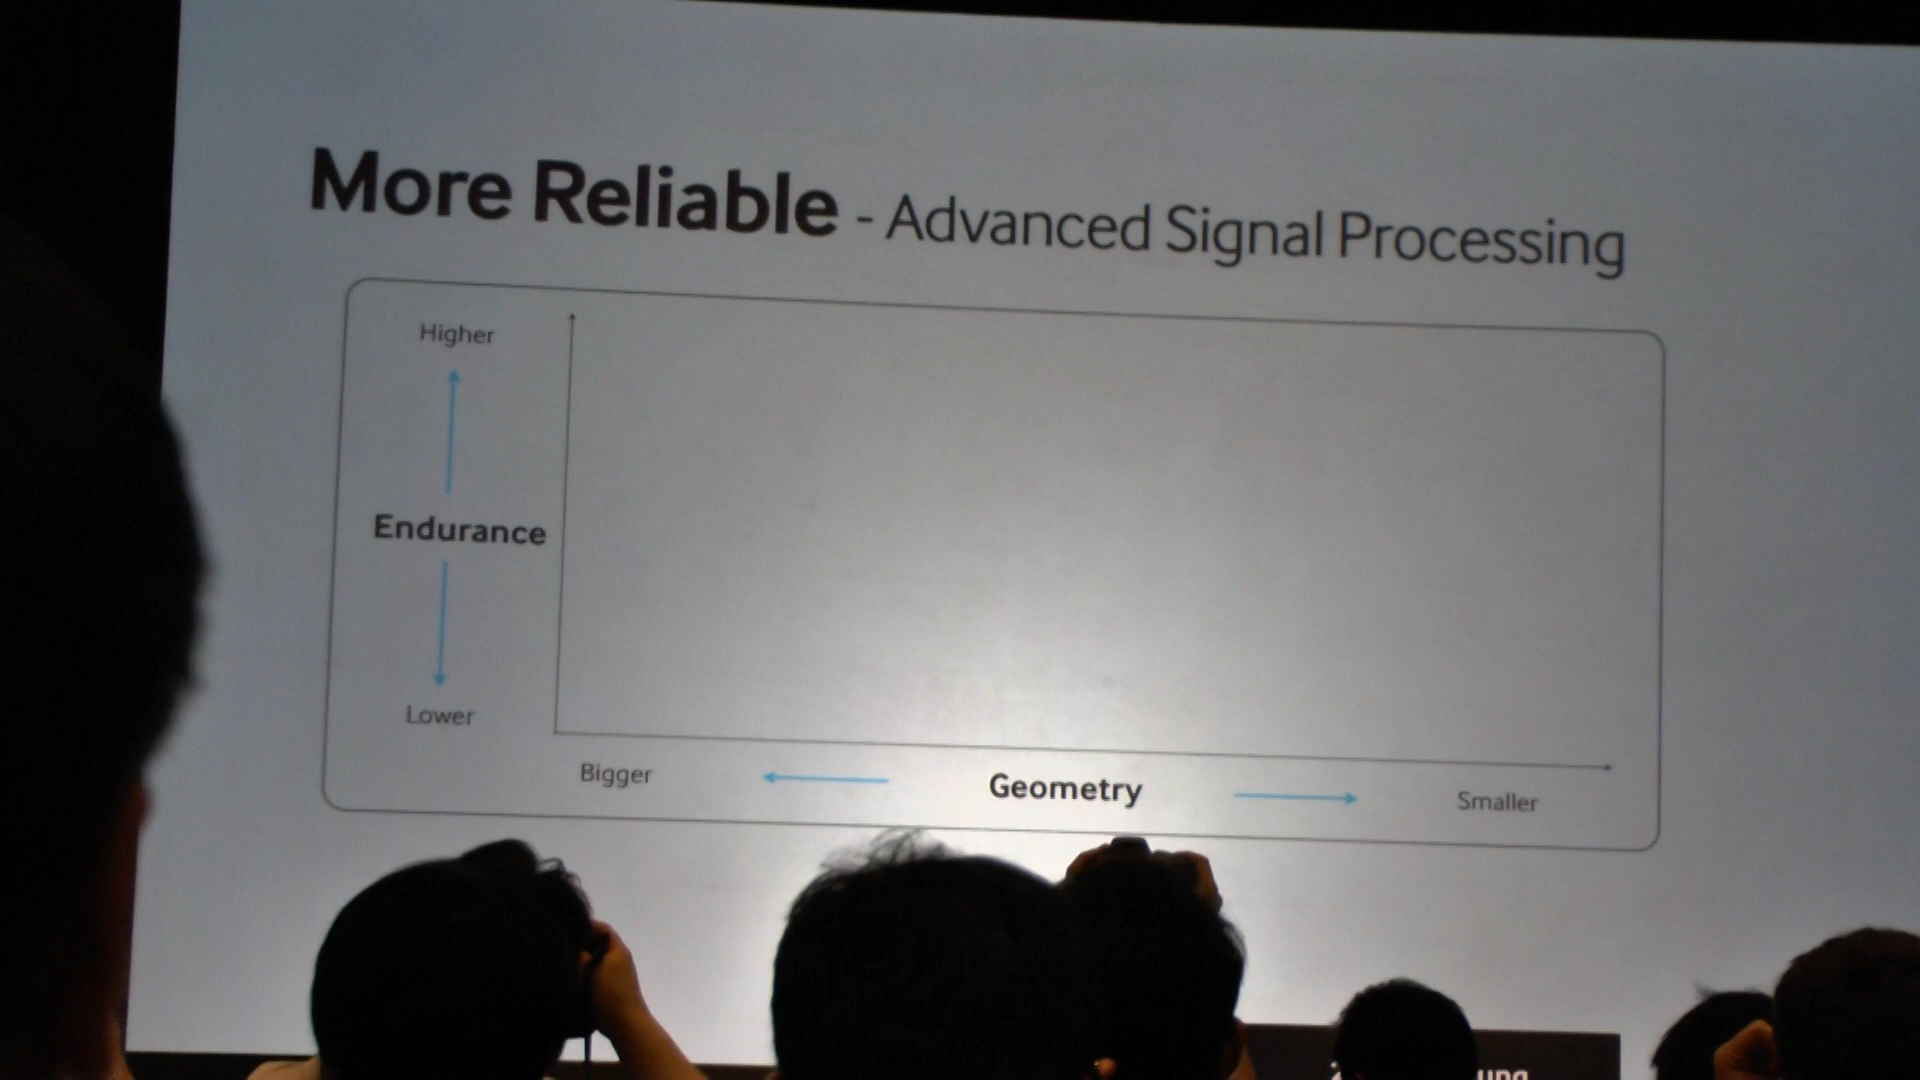 More Reliable - Advanced Signal Processing
Higher
Endurance
Lower
Bigger
Geometry
Smaller